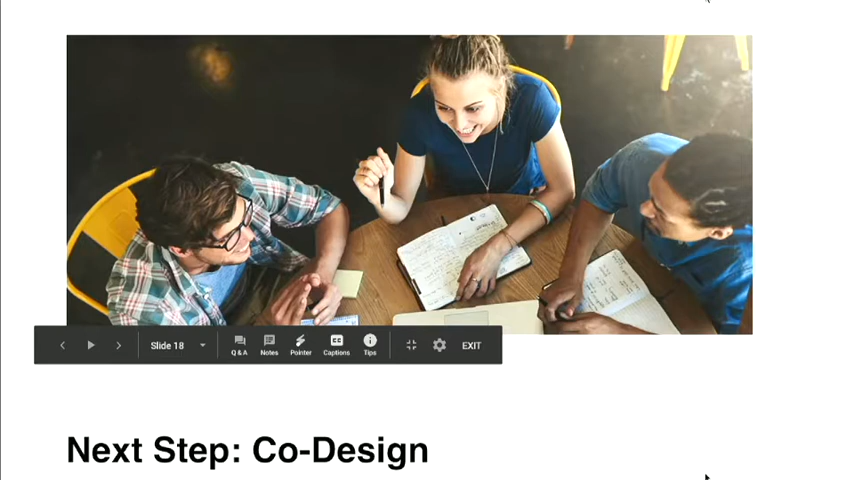 Slide 18
Q & A
Notes
Pointer
Captions
Tips
EXIT
Next Step: Co-Design